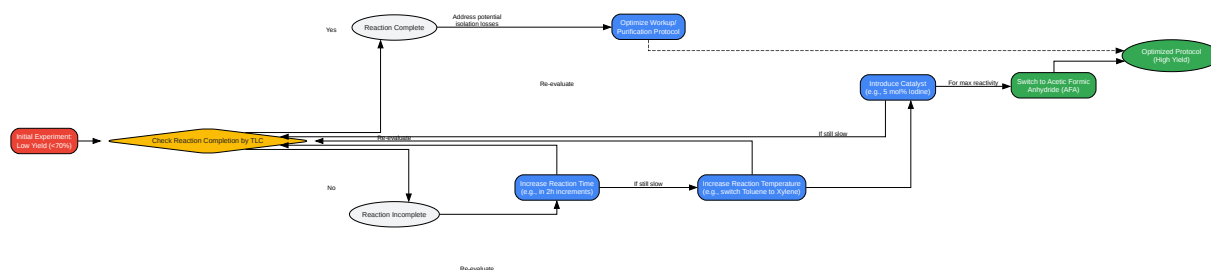 Yes
Reaction Complete
Address potential
isolation losses
Optimize Workup/
Purification Protocol
Optimized Protocol
(High Yield)
Re-evaluate
Introduce Catalyst
(e.g., 5 mol% Iodine)
For max reactivity
Switch to Acetic Formic
Anhydride (AFA)
Initial Experiment:
Low Yield (<70%)
Check Reaction Completion by TLC
Re-evaluate
If still slow
No
Reaction Incomplete
Increase Reaction Time
(e.g., in 2h increments)
If still slow
Increase Reaction Temperature
(e.g., switch Toluene to Xylene)
Re-evaluate